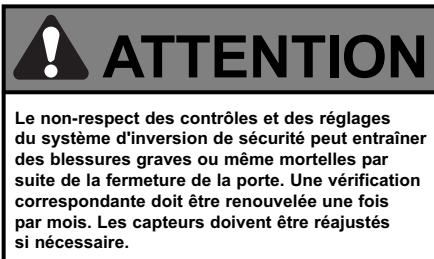 ATTENTION
Le non-respect des contrôles et des réglages
du système d'inversion de sécurité peut entraîner
des blessures graves ou même mortelles par
suite de la fermeture de la porte. Une vérification
correspondante doit être renouvelée une fois
par mois. Les capteurs doivent être réajustés
si nécessaire.